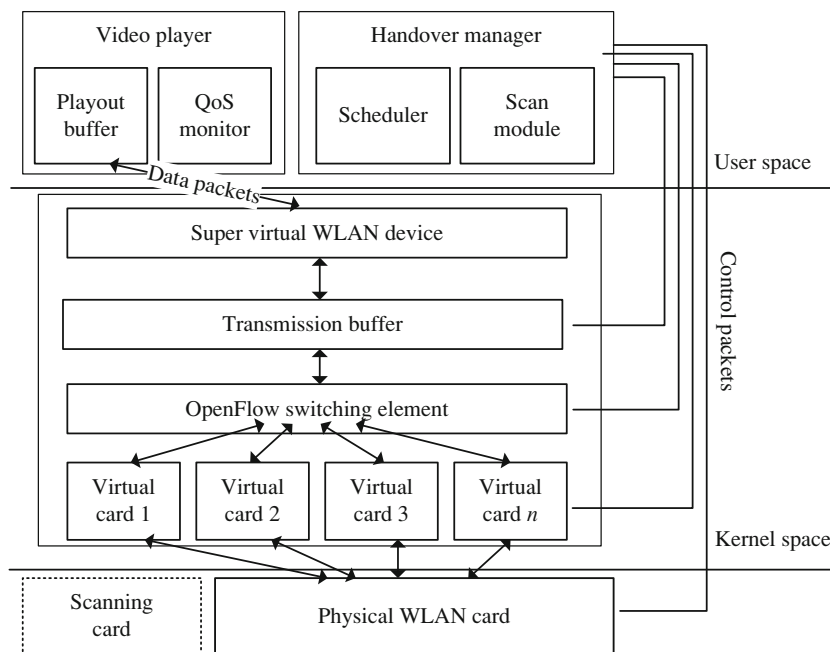 Video player
Handover manager
Playout
buffer
QoS
monitor
Scheduler
Scan
module
User space
Data packets
Super virtual WLAN device
Transmission buffer
Control packets
OpenFlow switching element
Virtual
card 1
Virtual
card 2
Virtual
card 3
Virtual
card n
Kernel space
Scanning
card
Physical WLAN card